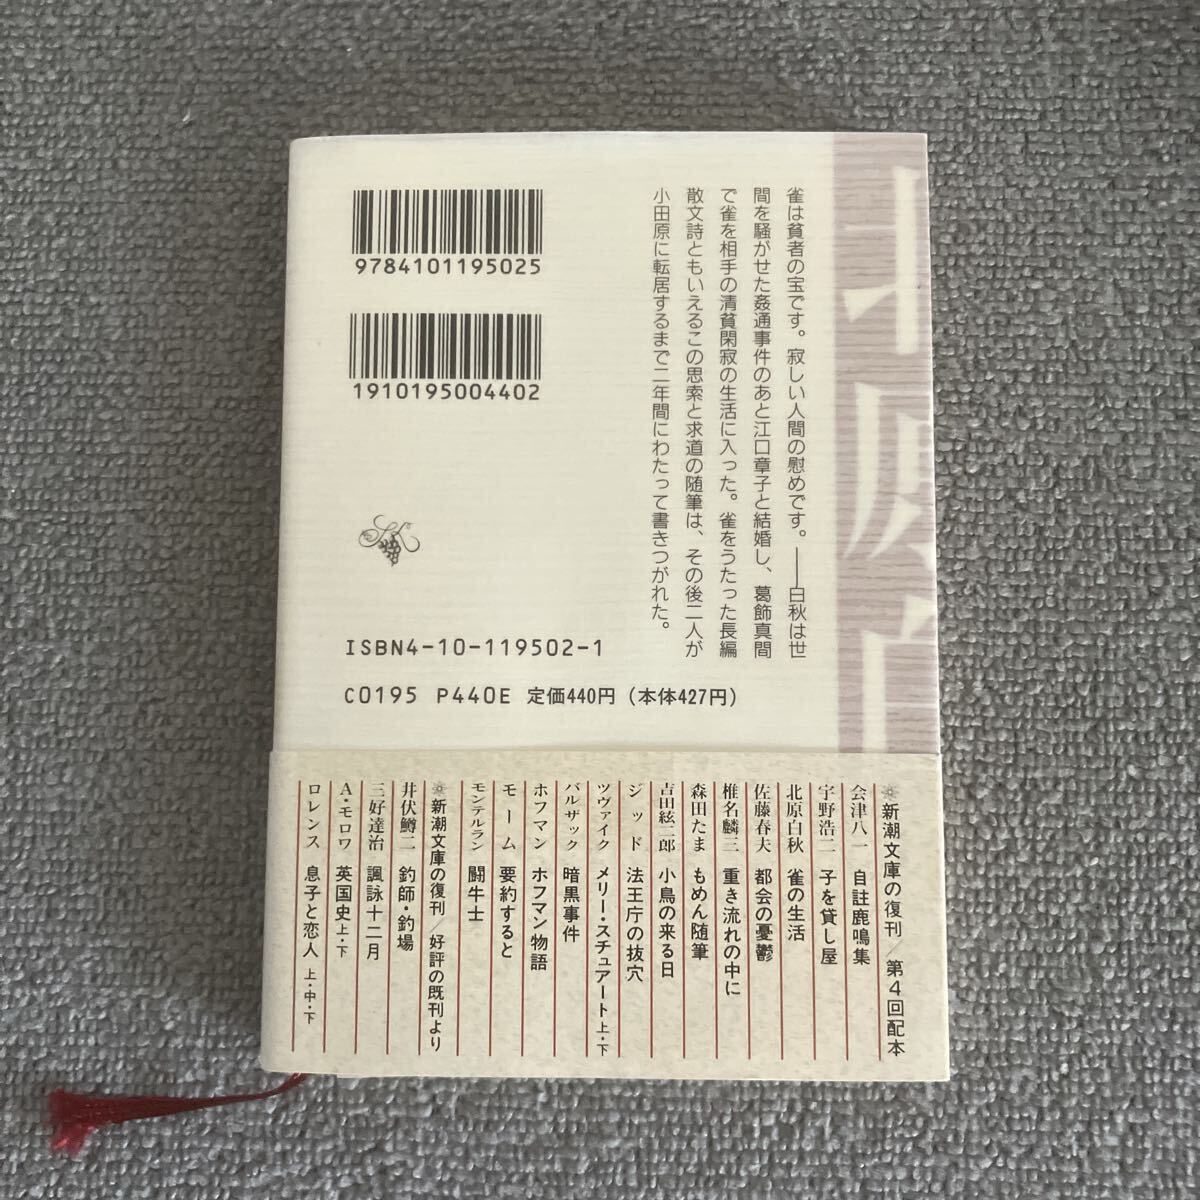 9784101195025
1910195004402
雀は貧者の宝です。寂しい人間の慰めです。――白秋は世
間を騒がせた姦通事件のあと江口章子と結婚し、葛飾真間
で雀を相手の清貧閑寂の生活に入った。雀をうたった長編
散文詩ともいえるこの思索と求道の随筆は、その後二人が
小田原に転居するまで二年間にわたって書きつがれた。
ISBN4-10-119502-1
C0195 P440E 定価440円(本体427円)
新潮文庫の復刊／第4回配本
会津八一 自註鹿鳴集
宇野浩二 子を貸し屋
北原白秋 雀の生活
佐藤春夫 都会の憂鬱
椎名麟三 重き流れの中に
森田たま もめん随筆
吉田絃二郎 小鳥の来る日
ジッド 法王庁の抜穴
ツヴァイク メリー・スチュアート 上・下
バルザック 暗黒事件
ホフマン ホフマン物語
モーム 要約すると
モンテルラン 闘牛士
新潮文庫の復刊／好評の既刊より
井伏鱒二 釣師・釣場
三好達治 諷詠十二月
A・モロワ 英国史 上・下
ロレンス 息子と恋人 上・中・下